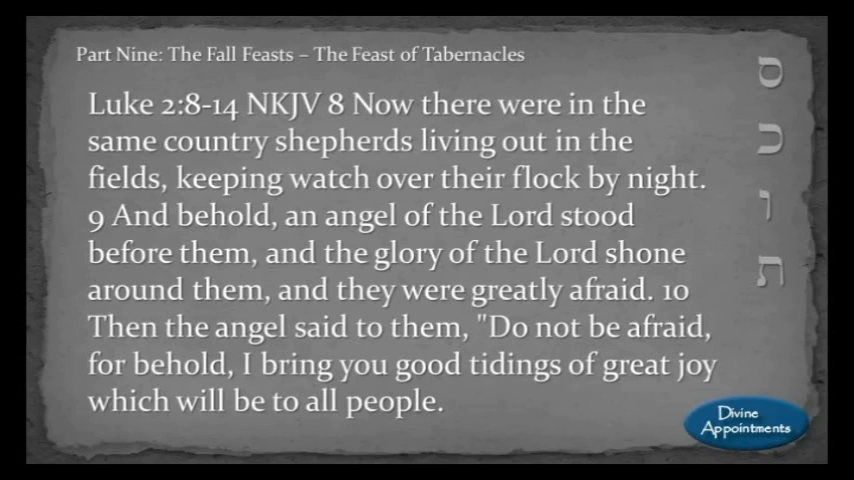 Part Nine: The Fall Feasts – The Feast of Tabernacles
Luke 2:8-14 NKJV 8 Now there were in the
same country shepherds living out in the
fields, keeping watch over their flock by night.
9 And behold, an angel of the Lord stood
before them, and the glory of the Lord shone
around them, and they were greatly afraid. 10
Then the angel said to them, "Do not be afraid,
for behold, I bring you good tidings of great joy
which will be to all people.
ס
ט
י
ת
Divine
Appointments